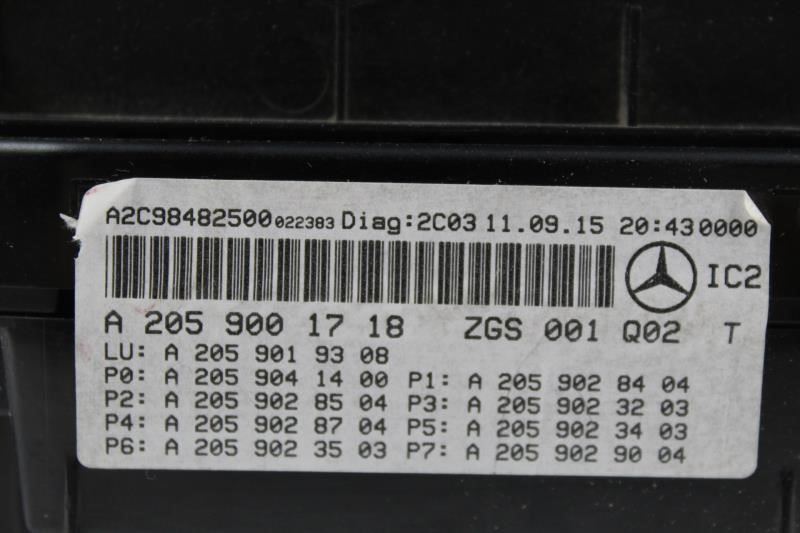 A2C98482500022383 Diag:2C03 11.09.15 20:430000
IC2
A 205 900 17 18 ZGS 001 Q02 T
LU: A 205 901 93 08
P0: A 205 904 14 00 P1: A 205 902 84 04
P2: A 205 902 85 04 P3: A 205 902 32 03
P4: A 205 902 87 04 P5: A 205 902 34 03
P6: A 205 902 35 03 P7: A 205 902 90 04